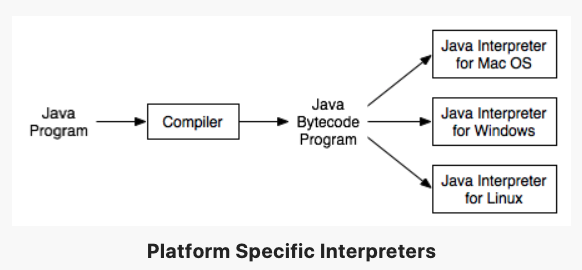 Java
Program
Compiler
Java
Bytecode
Program
Java Interpreter
for Mac OS
Java Interpreter
for Windows
Java Interpreter
for Linux
Platform Specific Interpreters